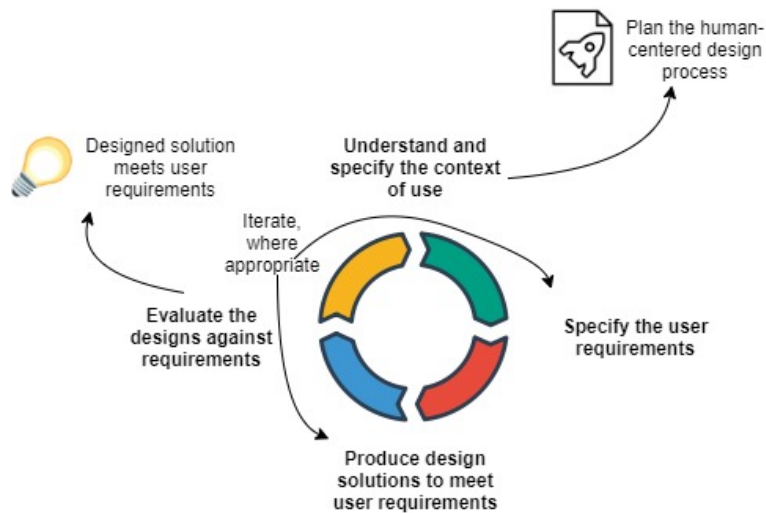 Plan the human-
centered design
process
Designed solution
meets user
requirements
Understand and
specify the context
of use
Iterate,
where
appropriate
Evaluate the
designs against
requirements
Specify the user
requirements
Produce design
solutions to meet
user requirements